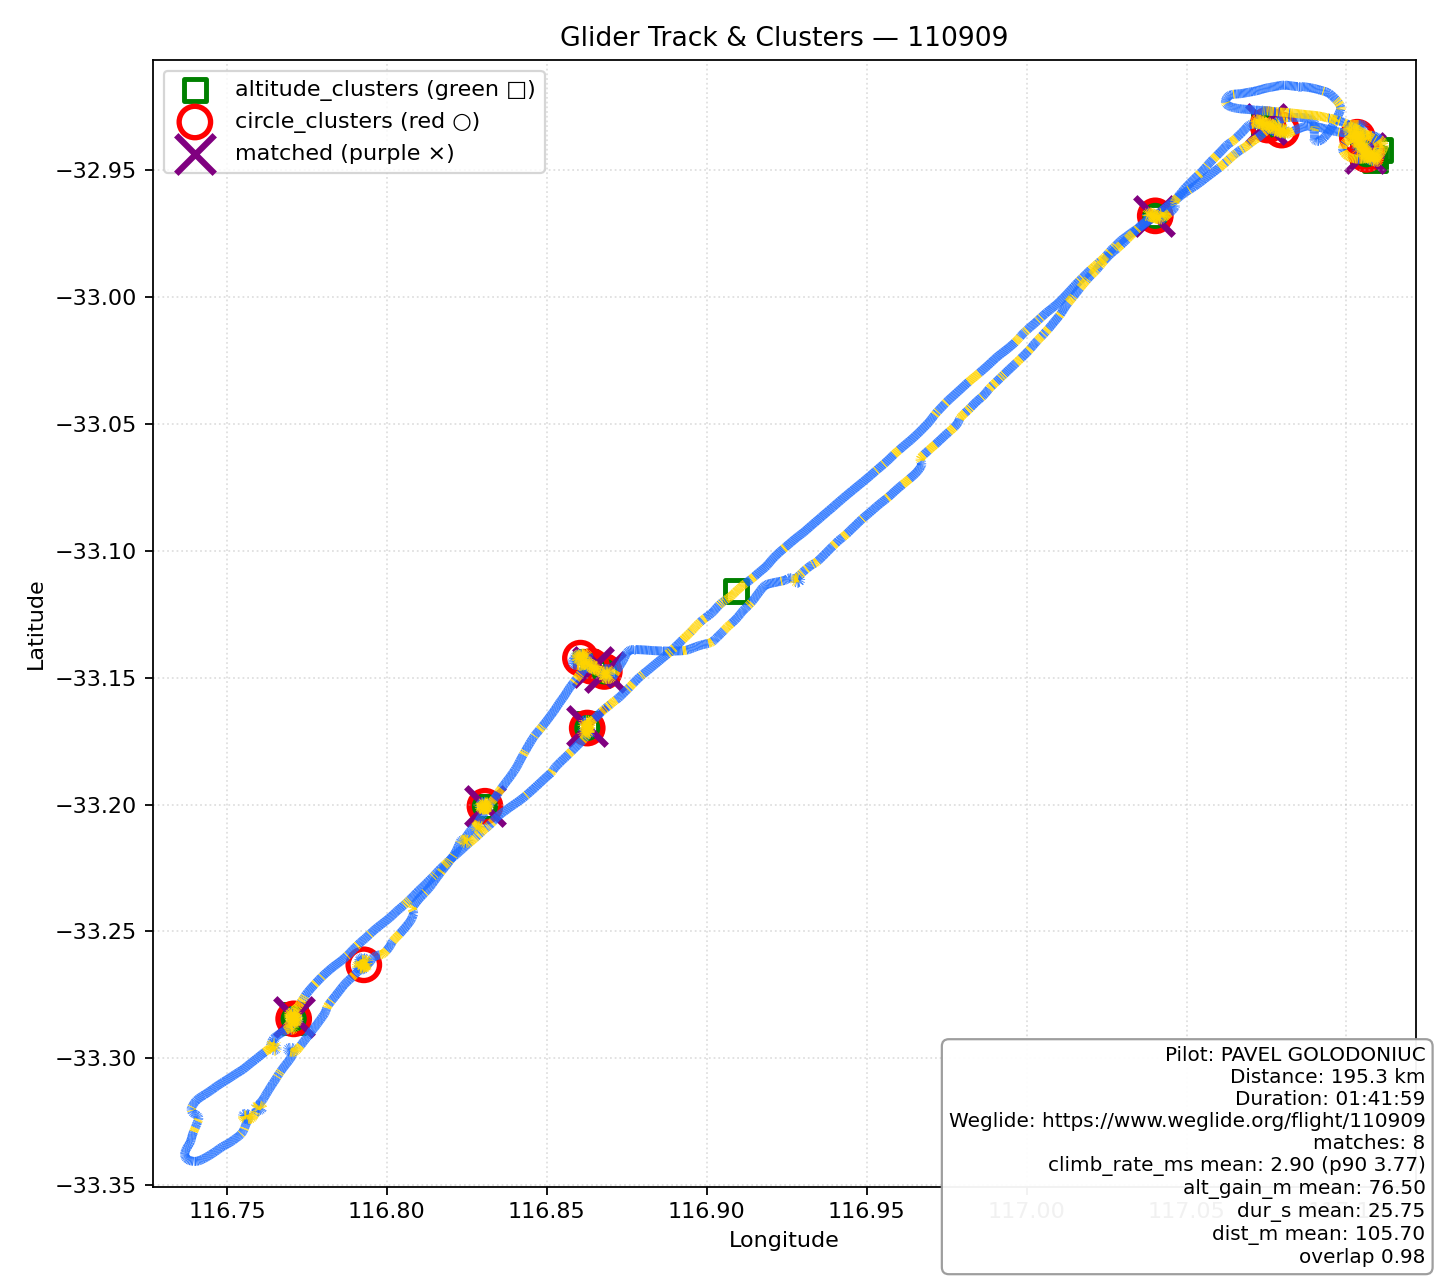 Glider Track & Clusters — 110909
altitude_clusters (green □)
circle_clusters (red ○)
matched (purple ×)
Latitude
−32.95
−33.00
−33.05
−33.10
−33.15
−33.20
−33.25
−33.30
−33.35
116.75
116.80
116.85
116.90
116.95
117.00
117.05
Longitude
Pilot: PAVEL GOLODONIUC
Distance: 195.3 km
Duration: 01:41:59
Weglide: https://www.weglide.org/flight/110909
matches: 8
climb_rate_ms mean: 2.90 (p90 3.77)
alt_gain_m mean: 76.50
dur_s mean: 25.75
dist_m mean: 105.70
overlap 0.98